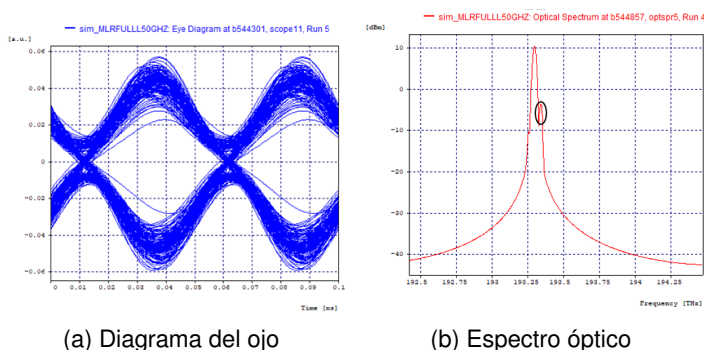 sim_MLRFULLL50GHZ: Eye Diagram at b544301, scope11, Run 5
[a.u.]
0.06
0.04
0.02
0
-0.02
-0.04
-0.06
0 0.01 0.02 0.03 0.04 0.05 0.06 0.07 0.08 0.09 0.1
Time [ns]
(a) Diagrama del ojo
sim_MLRFULLL50GHZ: Optical Spectrum at b544857, optspr5, Run 4
[dBm]
10
0
-10
-20
-30
-40
192.5 192.75 193 193.25 193.5 193.75 194 194.25
Frequency [THz]
(b) Espectro óptico